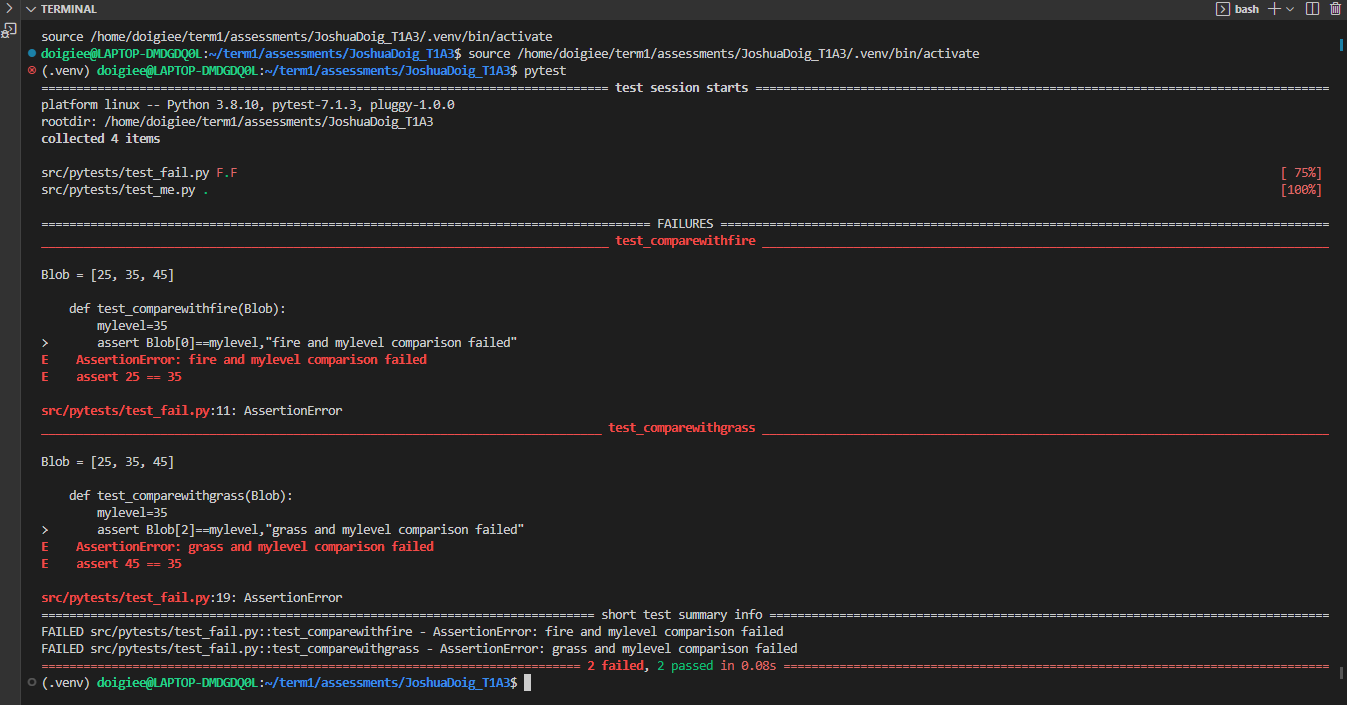 TERMINAL
bash
source /home/doigiee/term1/assessments/JoshuaDoig_T1A3/.venv/bin/activate
doigiee@LAPTOP-DMDGDQ0L:~/term1/assessments/JoshuaDoig_T1A3$ source /home/doigiee/term1/assessments/JoshuaDoig_T1A3/.venv/bin/activate
(.venv) doigiee@LAPTOP-DMDGDQ0L:~/term1/assessments/JoshuaDoig_T1A3$ pytest
================================================================================= test session starts ==================================================================================
platform linux -- Python 3.8.10, pytest-7.1.3, pluggy-1.0.0
rootdir: /home/doigiee/term1/assessments/JoshuaDoig_T1A3
collected 4 items
src/pytests/test_fail.py F.F [ 75%]
src/pytests/test_me.py . [100%]
======================================================================================= FAILURES =======================================================================================
_________________________________________________________________________________ test_comparewithfire _________________________________________________________________________________
Blob = [25, 35, 45]
    def test_comparewithfire(Blob):
        mylevel=35
>       assert Blob[0]==mylevel,"fire and mylevel comparison failed"
E    AssertionError: fire and mylevel comparison failed
E    assert 25 == 35
src/pytests/test_fail.py:11: AssertionError
________________________________________________________________________________ test_comparewithgrass _________________________________________________________________________________
Blob = [25, 35, 45]
    def test_comparewithgrass(Blob):
        mylevel=35
>       assert Blob[2]==mylevel,"grass and mylevel comparison failed"
E    AssertionError: grass and mylevel comparison failed
E    assert 45 == 35
src/pytests/test_fail.py:19: AssertionError
=============================================================================== short test summary info ================================================================================
FAILED src/pytests/test_fail.py::test_comparewithfire - AssertionError: fire and mylevel comparison failed
FAILED src/pytests/test_fail.py::test_comparewithgrass - AssertionError: grass and mylevel comparison failed
============================================================================= 2 failed, 2 passed in 0.08s ==============================================================================
(.venv) doigiee@LAPTOP-DMDGDQ0L:~/term1/assessments/JoshuaDoig_T1A3$